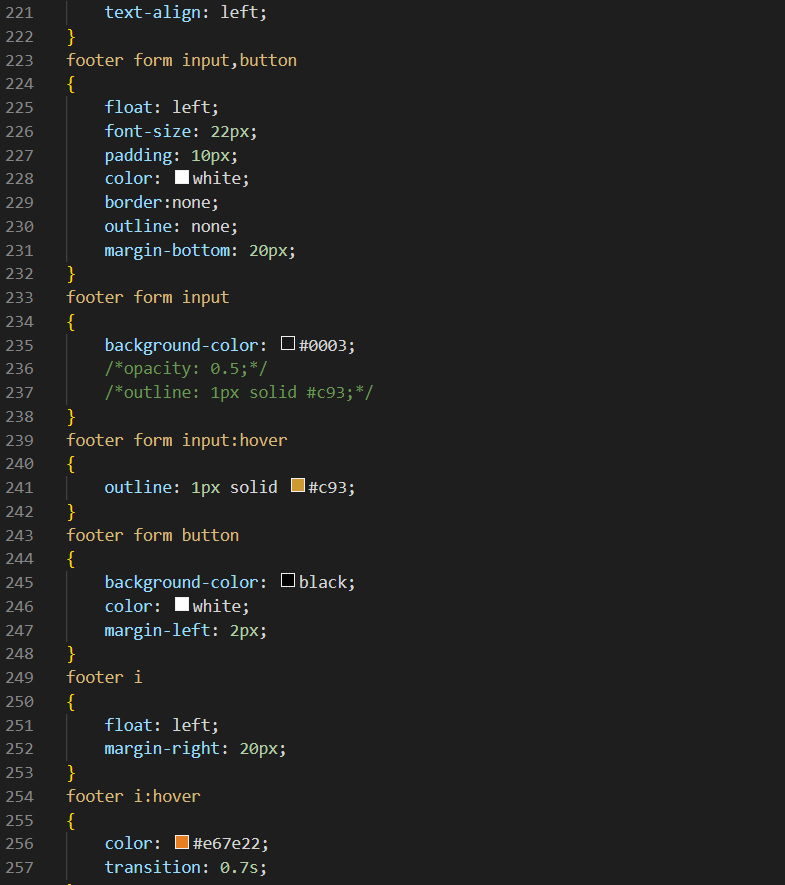 221 text-align: left;
222 }
223 footer form input,button
224 {
225 float: left;
226 font-size: 22px;
227 padding: 10px;
228 color: white;
229 border:none;
230 outline: none;
231 margin-bottom: 20px;
232 }
233 footer form input
234 {
235 background-color: #0003;
236 /*opacity: 0.5;*/
237 /*outline: 1px solid #c93;*/
238 }
239 footer form input:hover
240 {
241 outline: 1px solid #c93;
242 }
243 footer form button
244 {
245 background-color: black;
246 color: white;
247 margin-left: 2px;
248 }
249 footer i
250 {
251 float: left;
252 margin-right: 20px;
253 }
254 footer i:hover
255 {
256 color: #e67e22;
257 transition: 0.7s;